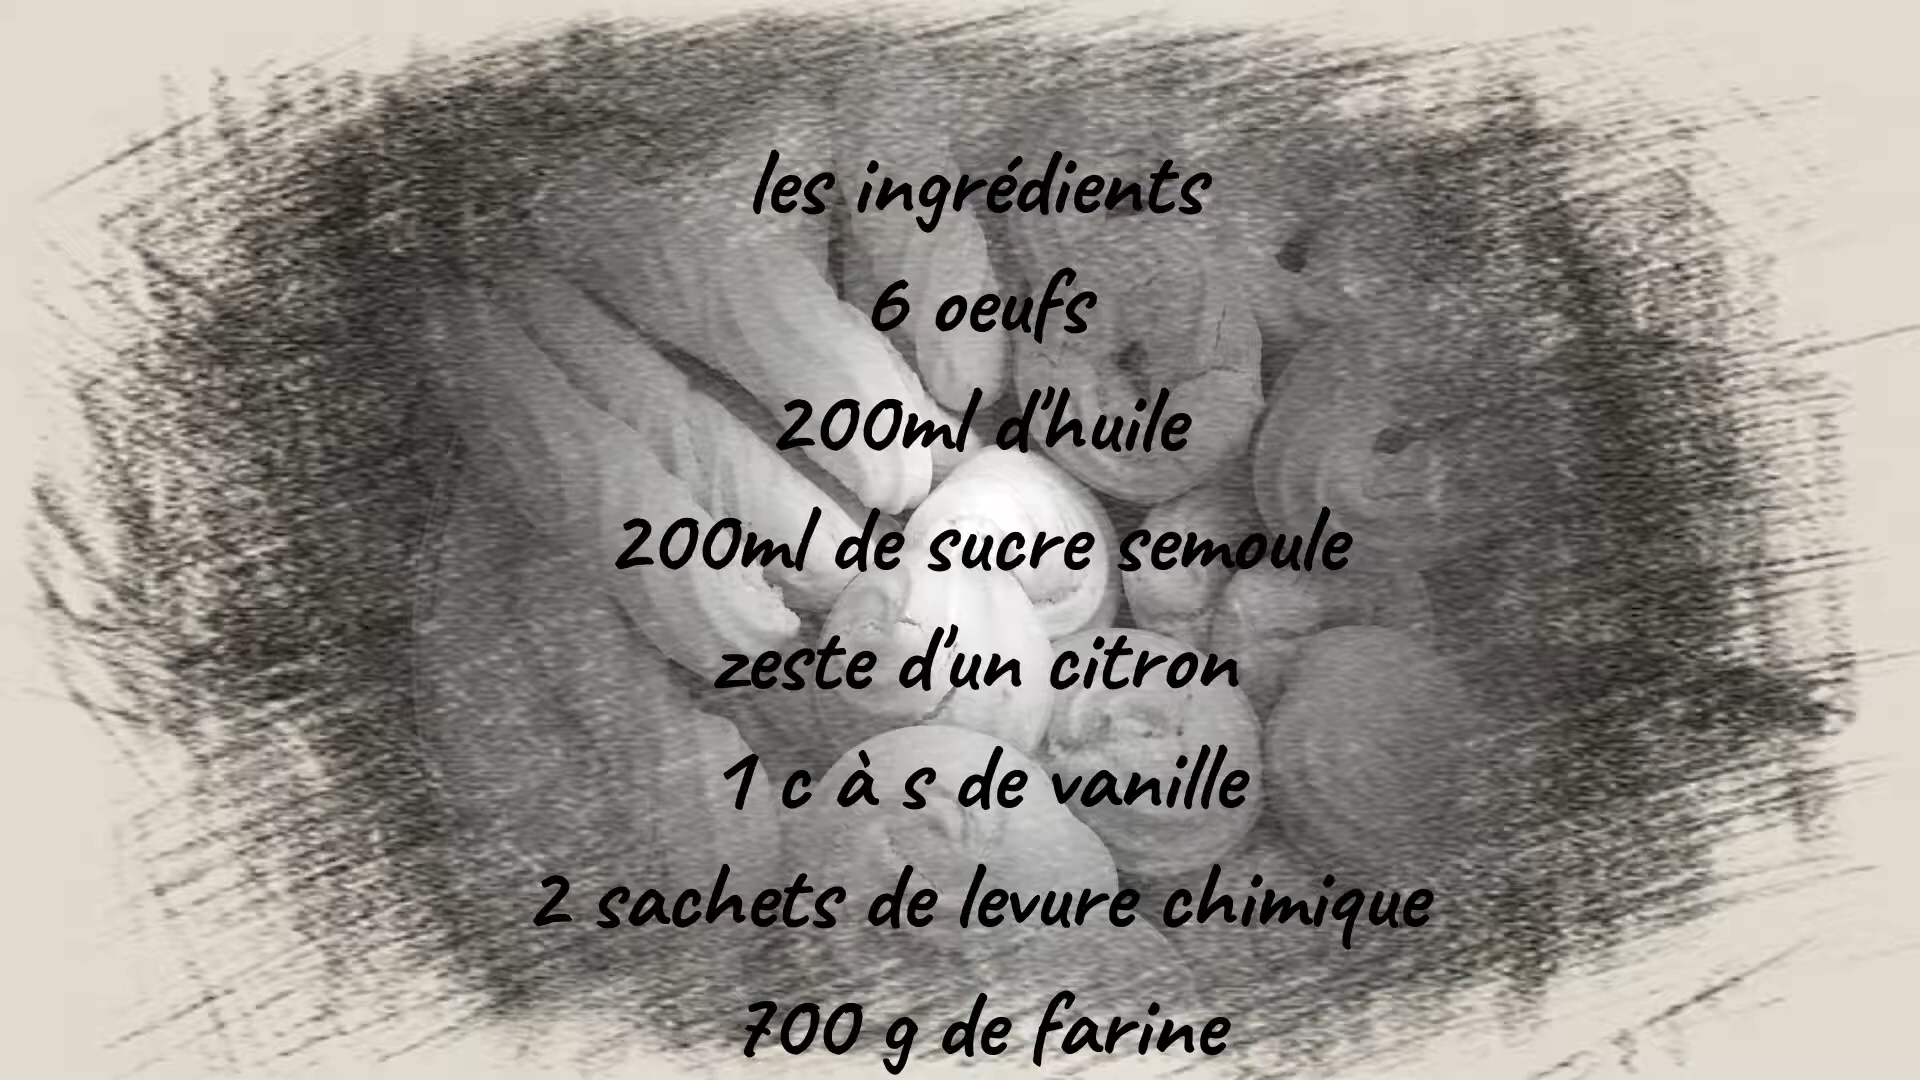 les ingrédients
6 oeufs
200ml d'huile
200ml de sucre semoule
zeste d'un citron
1 c à s de vanille
2 sachets de levure chimique
700 g de farine